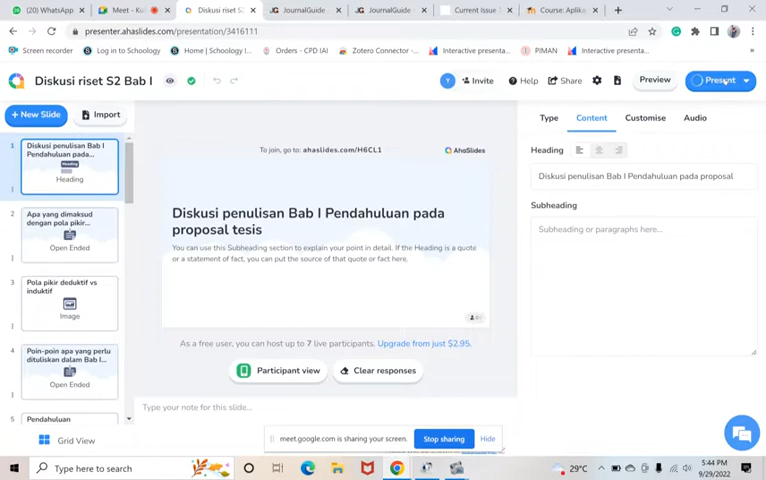 (20) WhatsApp
Meet - Ku
Diskusi riset S2
JournalGuide
JournalGuide
Current Issue
Course: Aplika
presenter.ahaslides.com/presentation/3416111
Screen recorder
Log in to Schoology
Home | Schoology I...
Orders - CPD IAI
Zotero Connector -...
Interactive presenta...
PIMAN
Interactive presenta...
Diskusi riset S2 Bab I
Y
Invite
Help
Share
Preview
Present
+ New Slide
Import
Type
Content
Customise
Audio
1
Diskusi penulisan Bab I
Pendahuluan pada...
Heading
Heading
2
Apa yang dimaksud
dengan pola pikir...
Open Ended
3
Pola pikir deduktif vs
induktif
Image
4
Poin-poin apa yang perlu
dituliskan dalam Bab I...
Open Ended
5
Pendahuluan
Grid View
To join, go to: ahaslides.com/H6CL1
AhaSlides
Diskusi penulisan Bab I Pendahuluan pada
proposal tesis
You can use this Subheading section to explain your point in detail. If the Heading is a quote
or a statement of fact, you can put the source of that quote or fact here.
As a free user, you can host up to 7 live participants. Upgrade from just $2.95.
Participant view
Clear responses
Type your note for this slide...
Heading
Diskusi penulisan Bab I Pendahuluan pada proposal
Subheading
Subheading or paragraphs here...
meet.google.com is sharing your screen.
Stop sharing
Hide
Type here to search
29°C
5:44 PM
9/29/2022